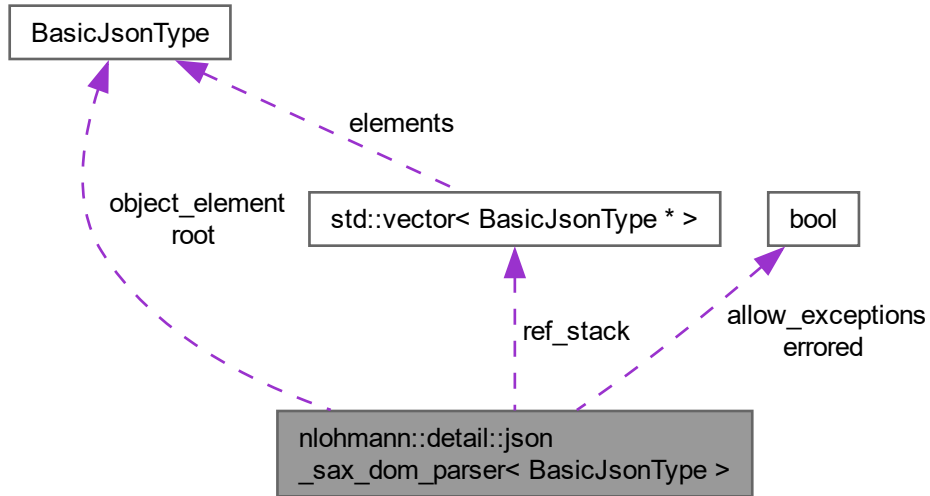 BasicJsonType
elements
object_element
root
std::vector< BasicJsonType * >
bool
ref_stack
allow_exceptions
errored
nlohmann::detail::json
_sax_dom_parser< BasicJsonType >